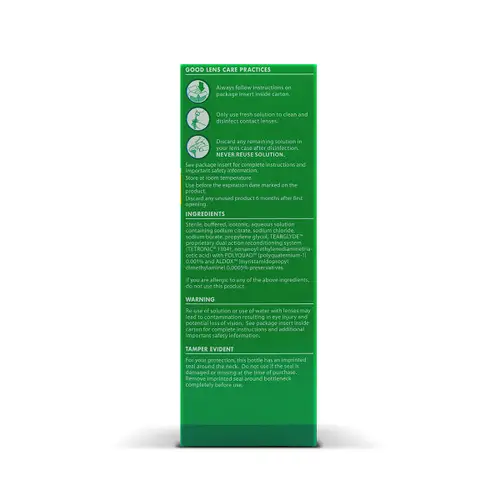 GOOD LENS CARE PRACTICES
Always follow instructions on
package insert inside carton.
Only use fresh solution to clean and
disinfect contact lenses.
Discard any remaining solution in
your lens case after disinfection.
NEVER REUSE SOLUTION.
See package insert for complete instructions and
important safety information.
Store at room temperature.
Use before the expiration date marked on the
product.
Discard any unused product 6 months after first
opening.
INGREDIENTS
Sterile, buffered, isotonic, aqueous solution
containing sodium citrate, sodium chloride,
sodium borate, propylene glycol, TEARGLYDE™
proprietary dual action reconditioning system
(TETRONIC* 1304, nonanoyl ethylenediaminetria-
cetic acid) with POLYQUAD™ (polyquaternium-1)
0.001% and ALDOX™ (myristamidopropyl
dimethylamine) 0.0005% preservatives.
If you are allergic to any of the above ingredients,
do not use this product.
WARNING
Re-use of solution or use of water with lenses may
lead to contamination resulting in eye injury and
potential loss of vision. See package insert inside
carton for complete instructions and additional
important safety information.
TAMPER EVIDENT
For your protection, this bottle has an imprinted
seal around the neck. Do not use if the seal is
damaged or missing at the time of purchase.
Remove imprinted seal around bottleneck
completely before use.